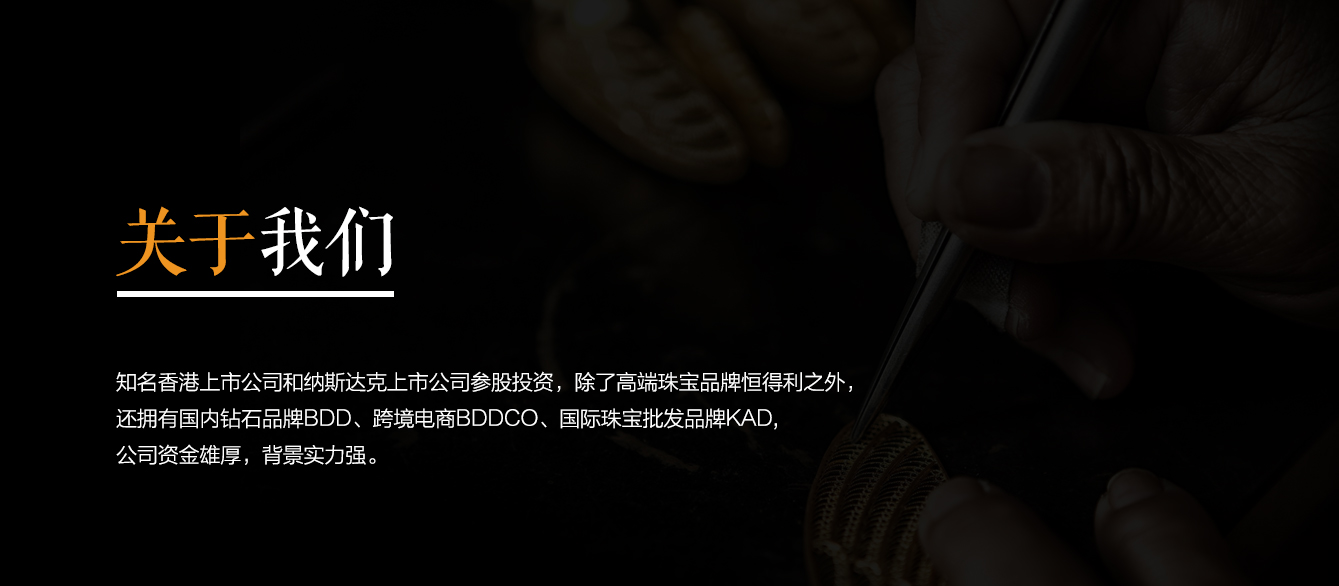 关于我们
知名香港上市公司和纳斯达克上市公司参股投资，除了高端珠宝品牌恒得利之外，
还拥有国内钻石品牌BDD、跨境电商BDDCO、国际珠宝批发品牌KAD,
公司资金雄厚，背景实力强。